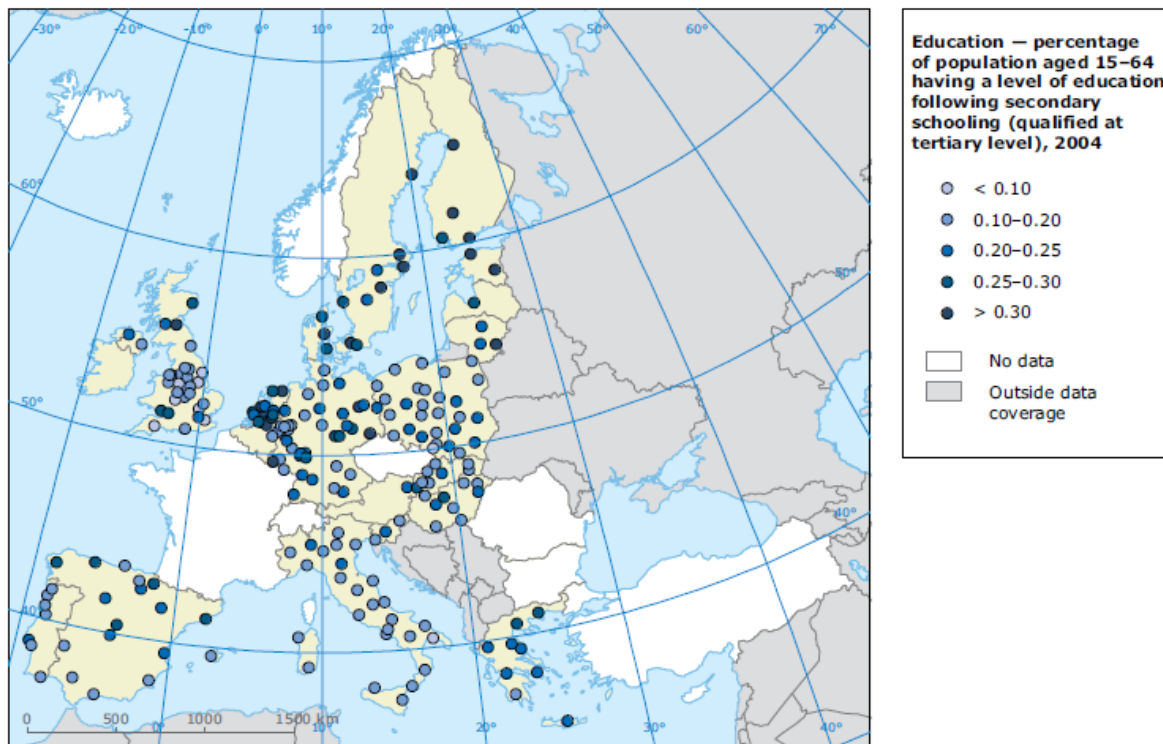 -30° -20° -10° 0° 10° 20° 30° 40° 50° 60° 70°
60°
50°
50°
40°
40°
0 500 1000 1500 km
0° 10° 20° 30° 40°
Education — percentage
of population aged 15–64
having a level of education
following secondary
schooling (qualified at
tertiary level), 2004
< 0.10
0.10–0.20
0.20–0.25
0.25–0.30
> 0.30
No data
Outside data
coverage